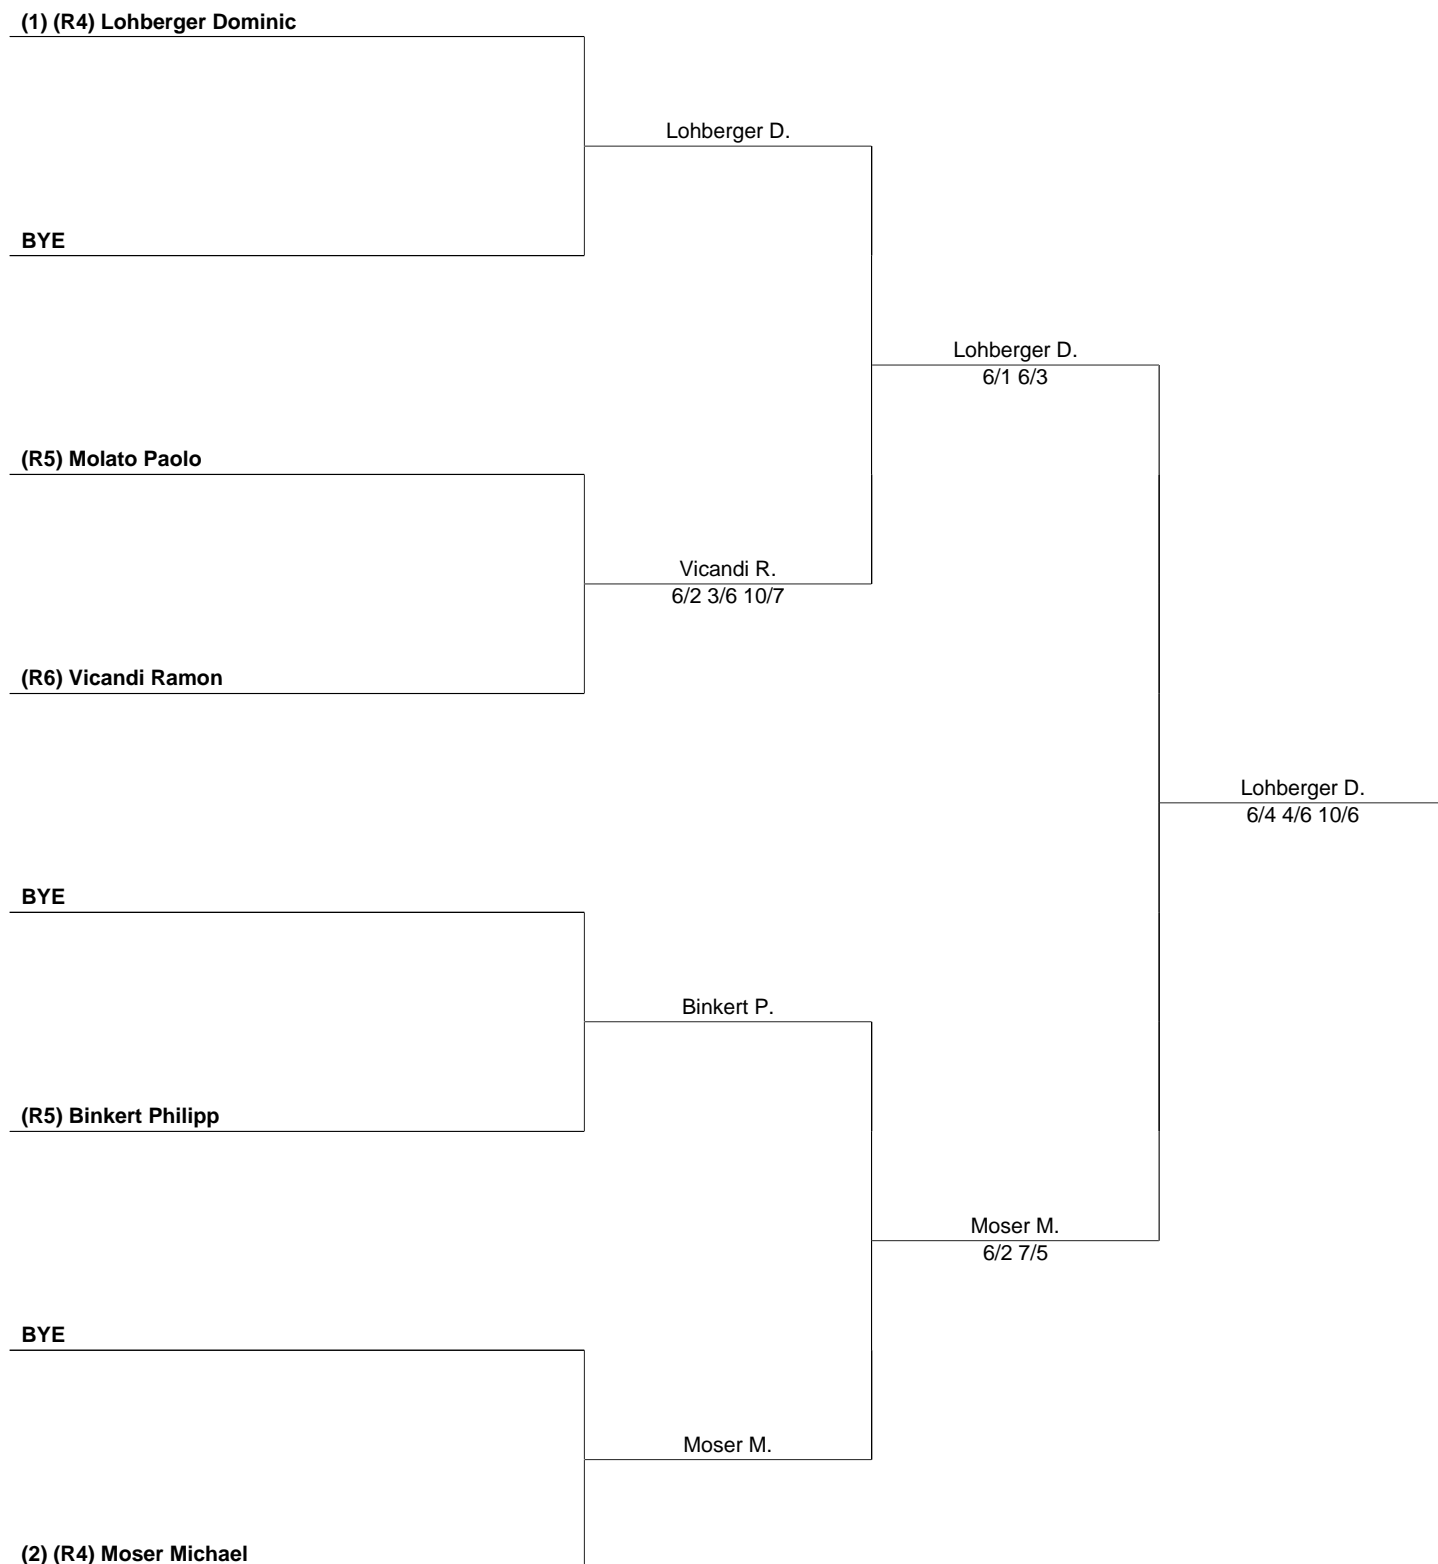 (1) (R4) Lohberger Dominic
Lohberger D.
BYE
Lohberger D.
6/1 6/3
(R5) Molato Paolo
Vicandi R.
6/2 3/6 10/7
(R6) Vicandi Ramon
Lohberger D.
6/4 4/6 10/6
BYE
Binkert P.
(R5) Binkert Philipp
Moser M.
6/2 7/5
BYE
Moser M.
(2) (R4) Moser Michael